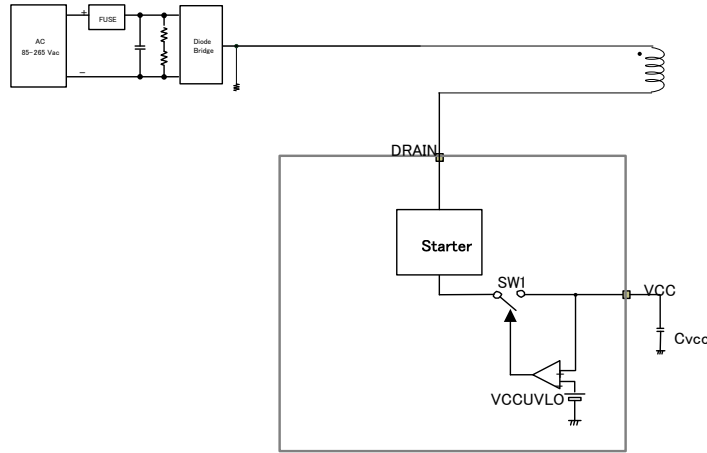 +
FUSE
AC
85-265 Vac
Diode
Bridge
−
DRAIN
Starter
SW1
VCC
Cvcc
+
VCCUVLO